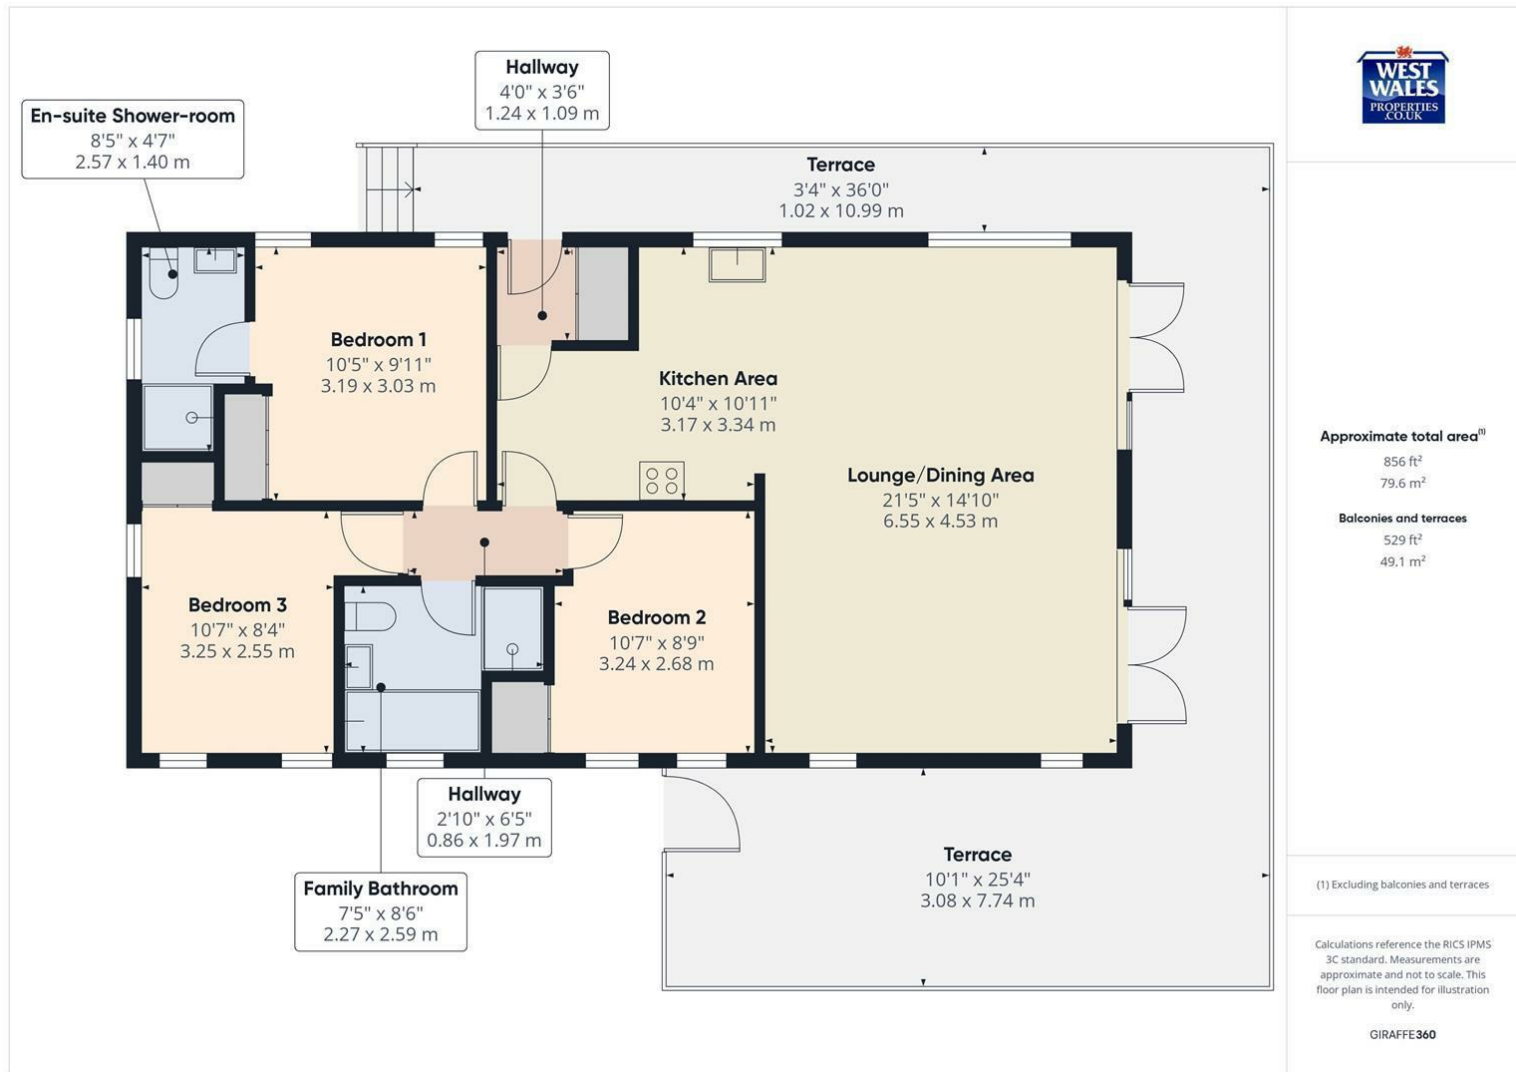 Hallway
4'0" x 3'6"
1.24 x 1.09 m
En-suite Shower-room
8'5" x 4'7"
2.57 x 1.40 m
Terrace
3'4" x 36'0"
1.02 x 10.99 m
Bedroom 1
10'5" x 9'11"
3.19 x 3.03 m
Kitchen Area
10'4" x 10'11"
3.17 x 3.34 m
Lounge/Dining Area
21'5" x 14'10"
6.55 x 4.53 m
Bedroom 3
10'7" x 8'4"
3.25 x 2.55 m
Bedroom 2
10'7" x 8'9"
3.24 x 2.68 m
Hallway
2'10" x 6'5"
0.86 x 1.97 m
Family Bathroom
7'5" x 8'6"
2.27 x 2.59 m
Terrace
10'1" x 25'4"
3.08 x 7.74 m
WEST
WALES
PROPERTIES
.CO.UK
Approximate total area(1)
856 ft²
79.6 m²
Balconies and terraces
529 ft²
49.1 m²
(1) Excluding balconies and terraces
Calculations reference the RICS IPMS
3C standard. Measurements are
approximate and not to scale. This
floor plan is intended for illustration
only.
GIRAFFE360